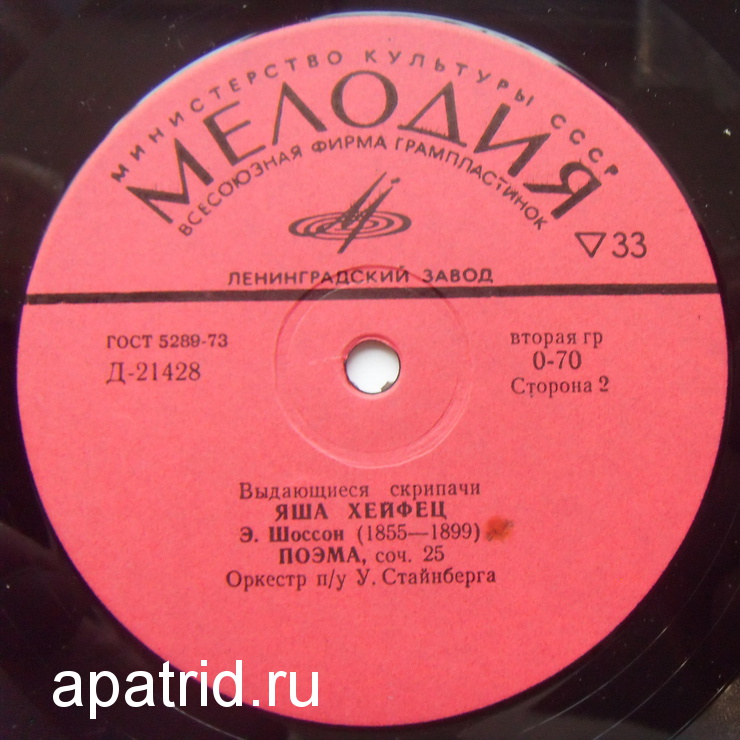 МИНИСТЕРСТВО КУЛЬТУРЫ СССР
МЕЛОДИЯ
ВСЕСОЮЗНАЯ ФИРМА ГРАМПЛАСТИНОК
▽33
ЛЕНИНГРАДСКИЙ ЗАВОД
ГОСТ 5289-73
Д-21428
вторая гр
0-70
Сторона 2
Выдающиеся скрипачи
ЯША ХЕЙФЕЦ
Э. Шоссон (1855—1899)
ПОЭМА, соч. 25
Оркестр п/у У. Стайнберга
apatrid.ru